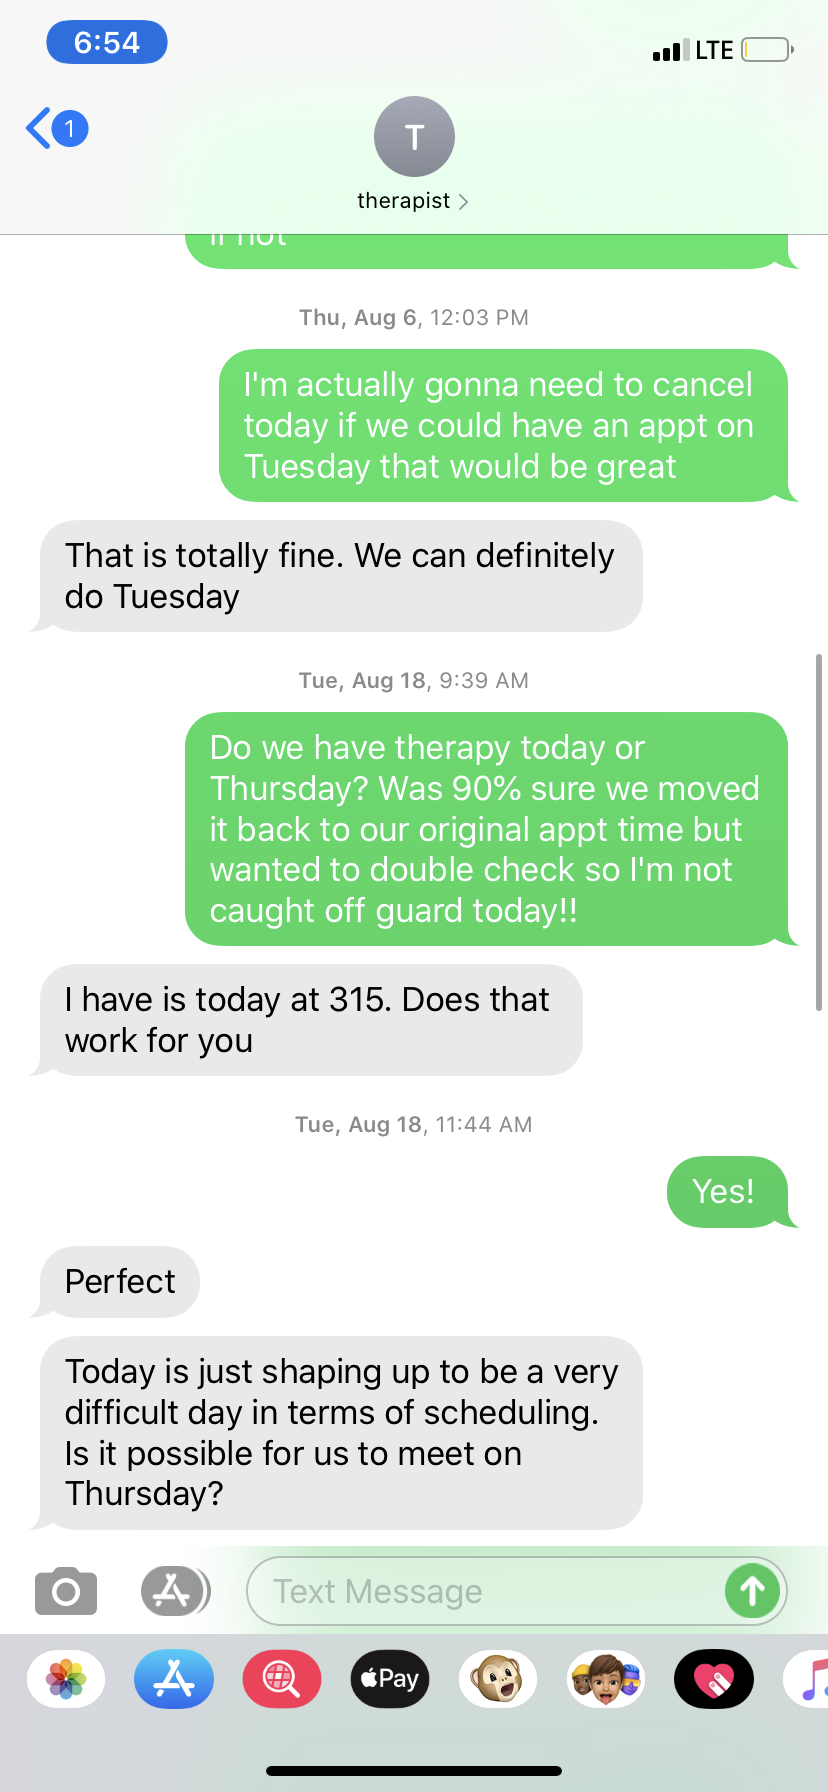 6:54
LTE
1
T
therapist
if not
Thu, Aug 6, 12:03 PM
I'm actually gonna need to cancel
today if we could have an appt on
Tuesday that would be great
That is totally fine. We can definitely
do Tuesday
Tue, Aug 18, 9:39 AM
Do we have therapy today or
Thursday? Was 90% sure we moved
it back to our original appt time but
wanted to double check so I'm not
caught off guard today!!
I have is today at 315. Does that
work for you
Tue, Aug 18, 11:44 AM
Yes!
Perfect
Today is just shaping up to be a very
difficult day in terms of scheduling.
Is it possible for us to meet on
Thursday?
Text Message
Pay